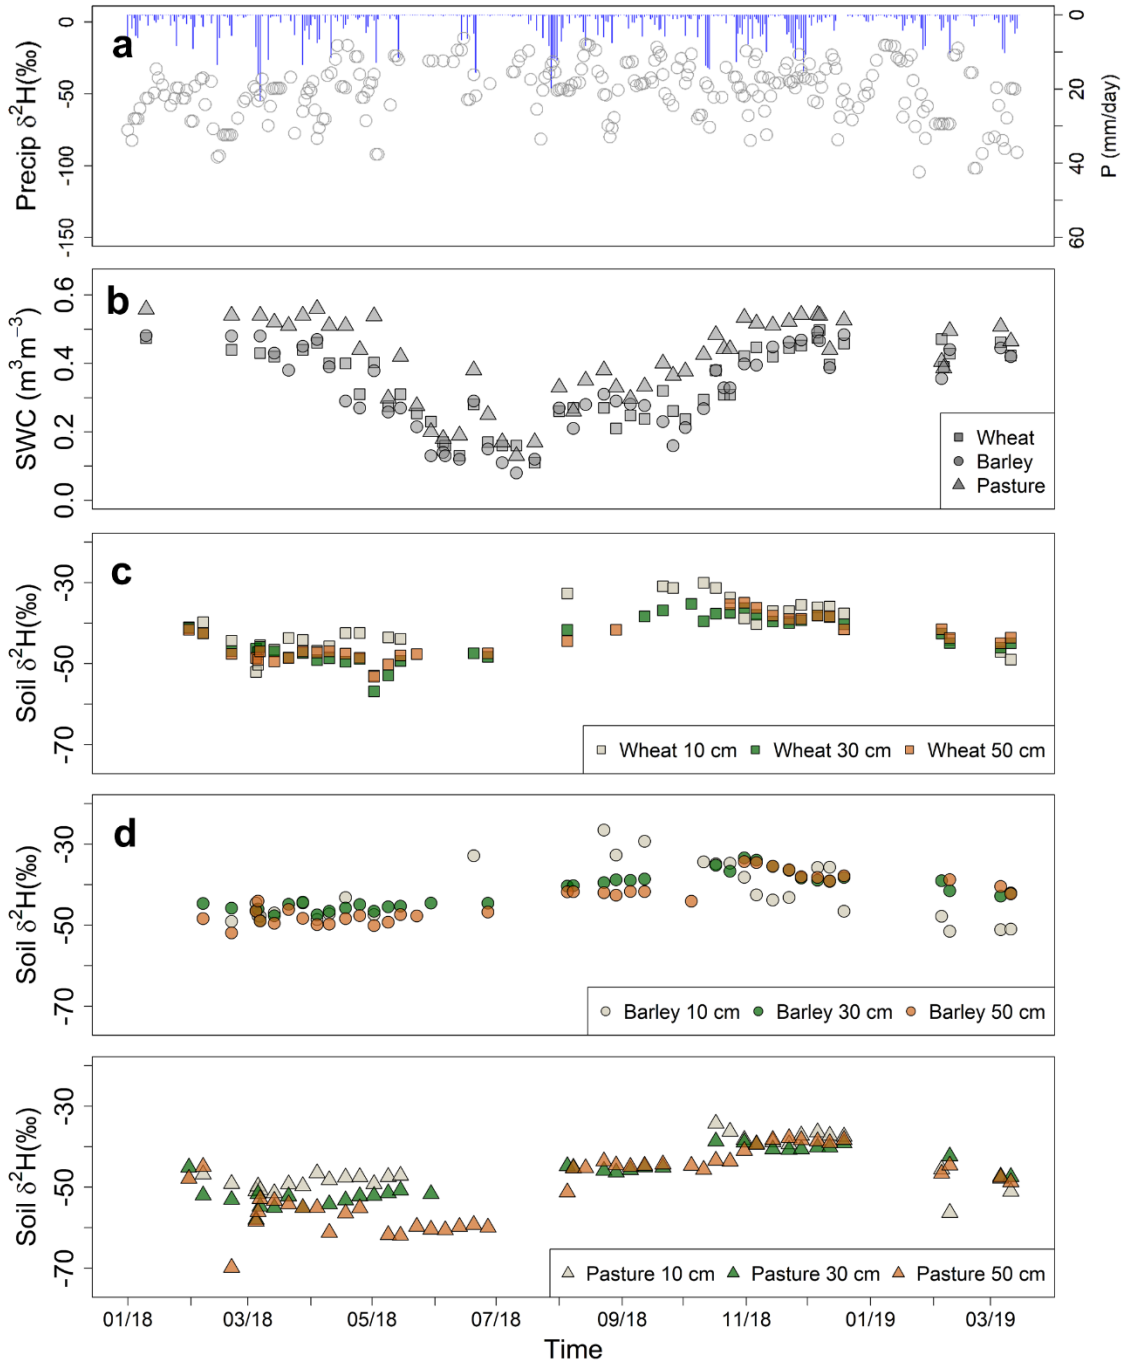 a
Precip δ²H(‰)
0
-50
-100
-150
0
20
40
60
P (mm/day)
b
SWC (m³m⁻³)
0.6
0.4
0.2
0.0
Wheat
Barley
Pasture
c
Soil δ²H(‰)
-30
-50
-70
Wheat 10 cm Wheat 30 cm Wheat 50 cm
d
Soil δ²H(‰)
-30
-50
-70
Barley 10 cm Barley 30 cm Barley 50 cm
Soil δ²H(‰)
-30
-50
-70
Pasture 10 cm Pasture 30 cm Pasture 50 cm
01/18 03/18 05/18 07/18 09/18 11/18 01/19 03/19
Time